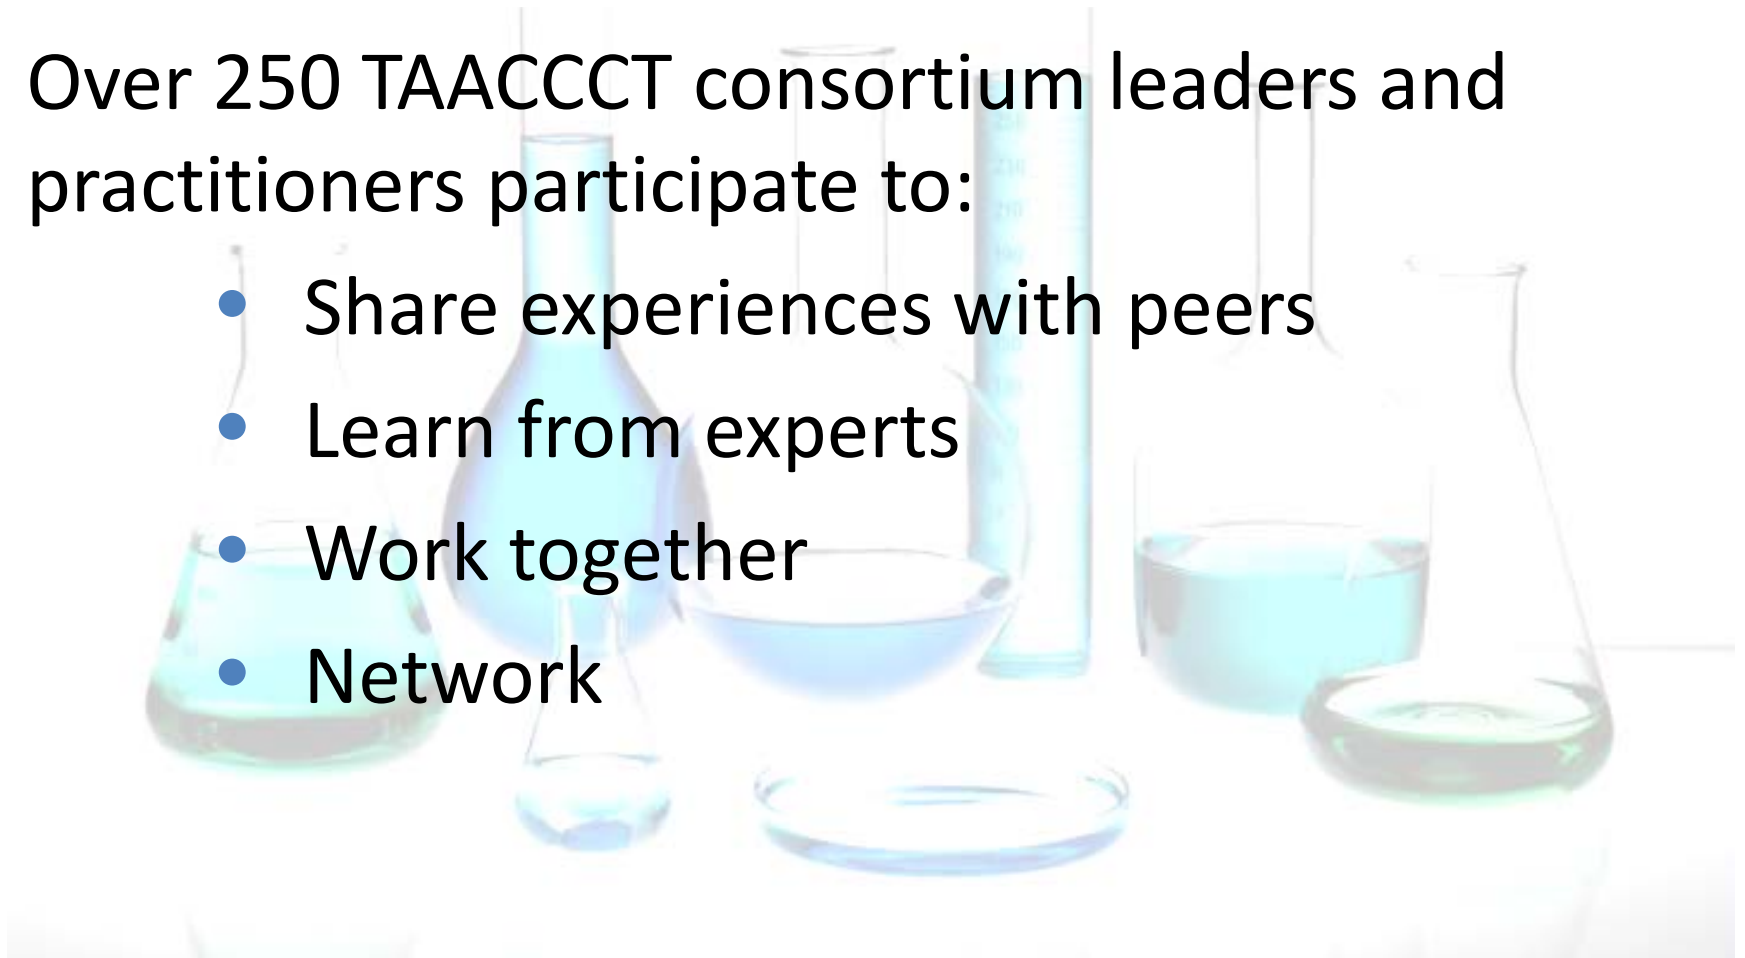 Over 250 TAACCCT consortium leaders and
practitioners participate to:
• Share experiences with peers
• Learn from experts
• Work together
• Network